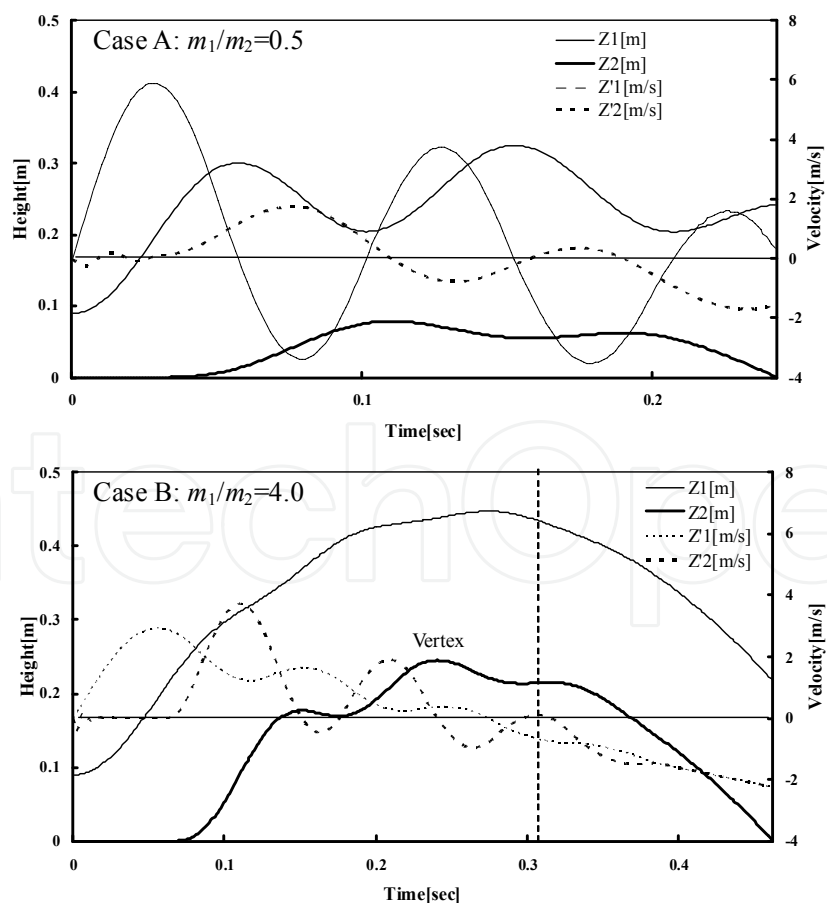 Case A: m1/m2=0.5
Z1[m]
Z2[m]
Z'1[m/s]
Z'2[m/s]
Height[m]
Velocity[m/s]
0.5
0.4
0.3
0.2
0.1
0
8
6
4
2
0
-2
-4
0
0.1
0.2
Time[sec]
Case B: m1/m2=4.0
Z1[m]
Z2[m]
Z'1[m/s]
Z'2[m/s]
Vertex
Height[m]
Velocity[m/s]
0.5
0.4
0.3
0.2
0.1
0
8
6
4
2
0
-2
-4
0
0.1
0.2
0.3
0.4
Time[sec]